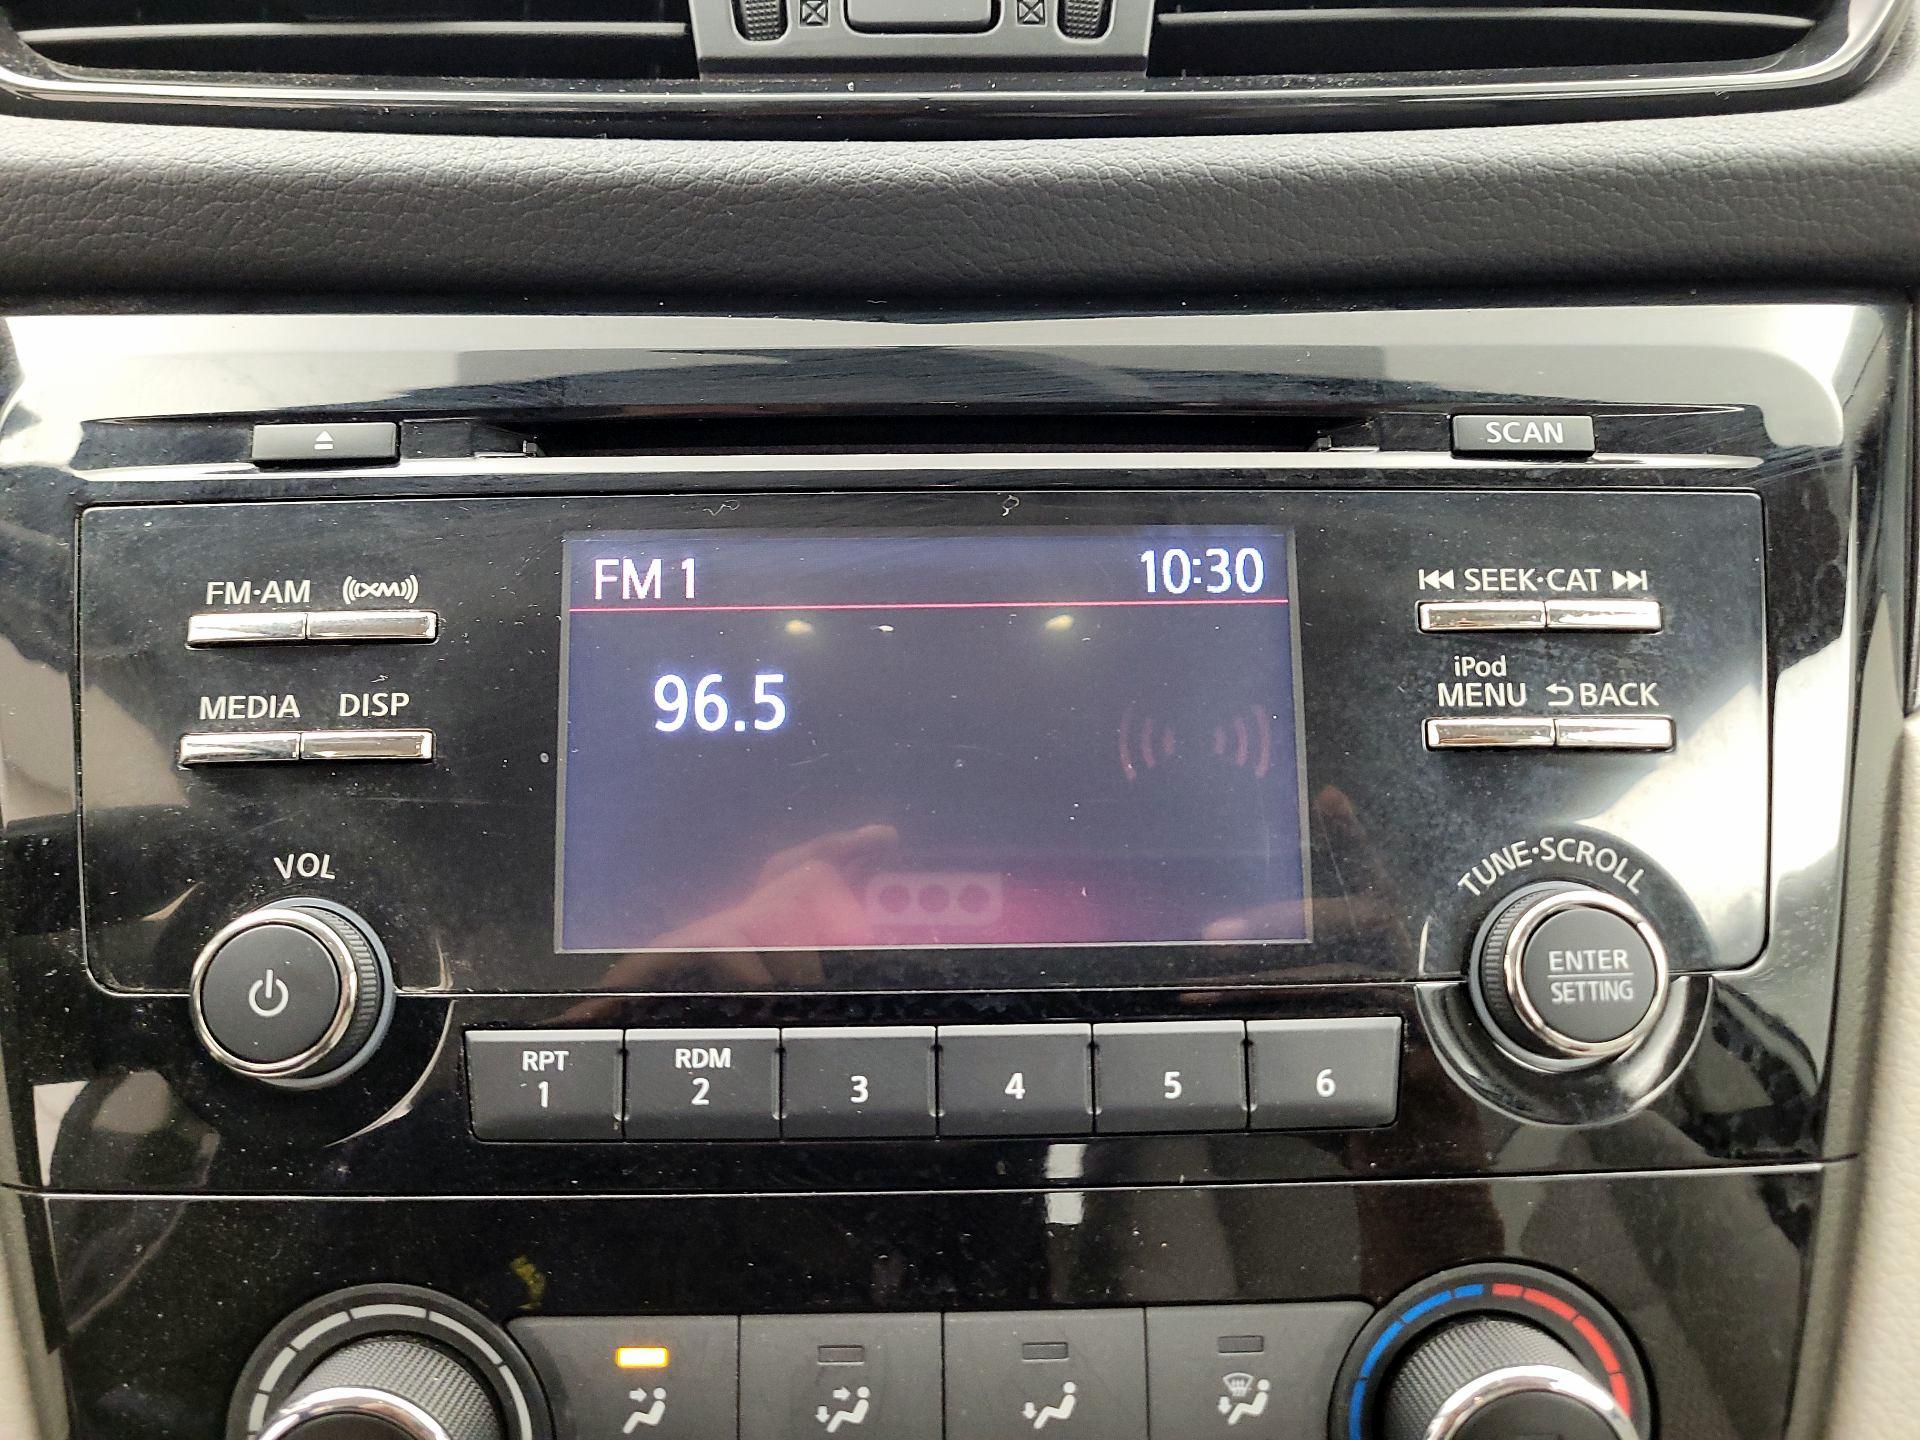 SCAN
FM·AM
XM
FM 1
10:30
SEEK·CAT
96.5
iPod
MENU
BACK
MEDIA
DISP
VOL
TUNE·SCROLL
ENTER
SETTING
RPT
1
RDM
2
3
4
5
6